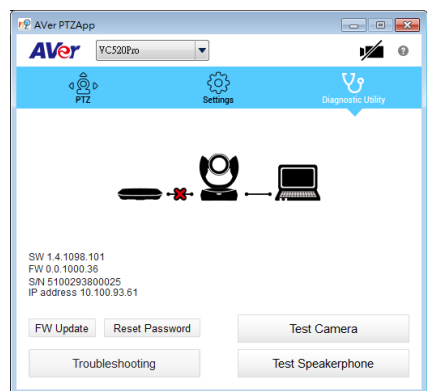 AVer PTZApp
AVer
VC520Pro
PTZ
Settings
Diagnostic Utility
SW 1.4.1098.101
FW 0.0.1000.36
S/N 5100293800025
IP address 10.100.93.61
FW Update
Reset Password
Test Camera
Troubleshooting
Test Speakerphone